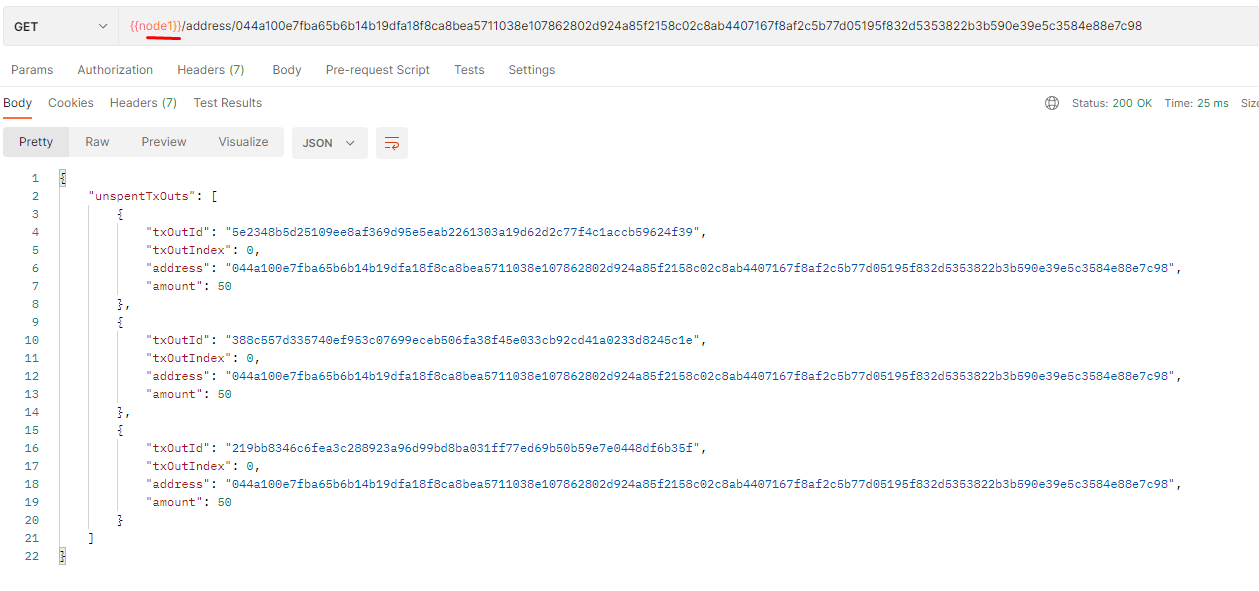 GET {{node1}}/address/044a100e7fba65b6b14b19dfa18f8ca8bea5711038e107862802d924a85f2158c02c8ab4407167f8af2c5b77d05195f832d5353822b3b590e39e5c3584e88e7c98
Params Authorization Headers (7) Body Pre-request Script Tests Settings
Body Cookies Headers (7) Test Results Status: 200 OK Time: 25 ms Size
Pretty Raw Preview Visualize JSON
1 {
2 "unspentTxOuts": [
3 {
4 "txOutId": "5e2348b5d25109ee8af369d95e5eab2261303a19d62d2c77f4c1accb59624f39",
5 "txOutIndex": 0,
6 "address": "044a100e7fba65b6b14b19dfa18f8ca8bea5711038e107862802d924a85f2158c02c8ab4407167f8af2c5b77d05195f832d5353822b3b590e39e5c3584e88e7c98",
7 "amount": 50
8 },
9 {
10 "txOutId": "388c557d335740ef953c07699eceb506fa38f45e033cb92cd41a0233d8245c1e",
11 "txOutIndex": 0,
12 "address": "044a100e7fba65b6b14b19dfa18f8ca8bea5711038e107862802d924a85f2158c02c8ab4407167f8af2c5b77d05195f832d5353822b3b590e39e5c3584e88e7c98",
13 "amount": 50
14 },
15 {
16 "txOutId": "219bb8346c6fea3c288923a96d99bd8ba031ff77ed69b50b59e7e0448df6b35f",
17 "txOutIndex": 0,
18 "address": "044a100e7fba65b6b14b19dfa18f8ca8bea5711038e107862802d924a85f2158c02c8ab4407167f8af2c5b77d05195f832d5353822b3b590e39e5c3584e88e7c98",
19 "amount": 50
20 }
21 ]
22 }